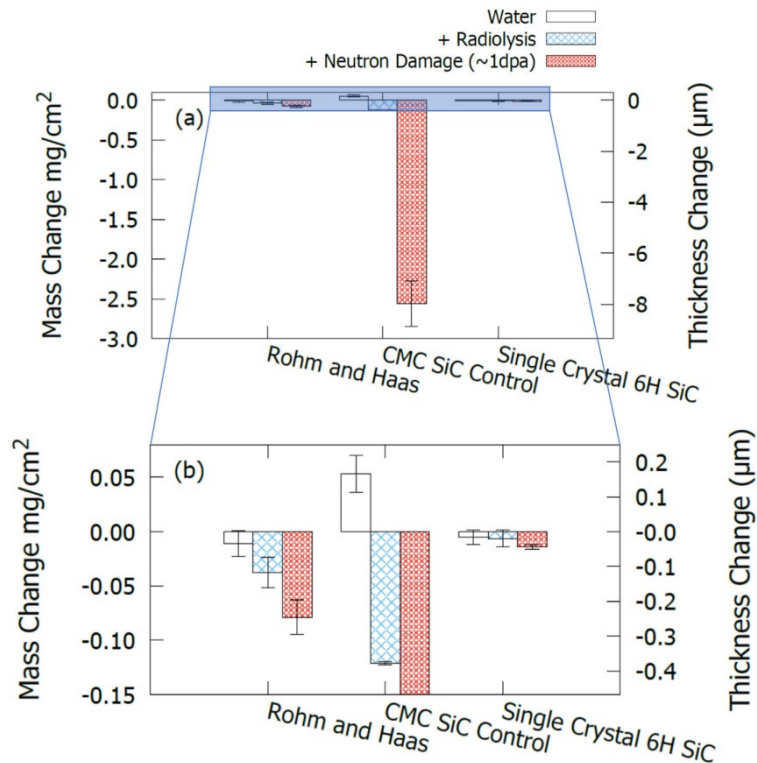 Water
+ Radiolysis
+ Neutron Damage (~1dpa)
(a)
Mass Change mg/cm²
0.0
-0.5
-1.0
-1.5
-2.0
-2.5
-3.0
0
-2
-4
-6
-8
Thickness Change (µm)
Rohm and Haas
CMC SiC Control
Single Crystal 6H SiC
(b)
Mass Change mg/cm²
0.05
0.00
-0.05
-0.10
-0.15
0.2
0.1
-0.0
-0.1
-0.2
-0.3
-0.4
Thickness Change (µm)
Rohm and Haas
CMC SiC Control
Single Crystal 6H SiC